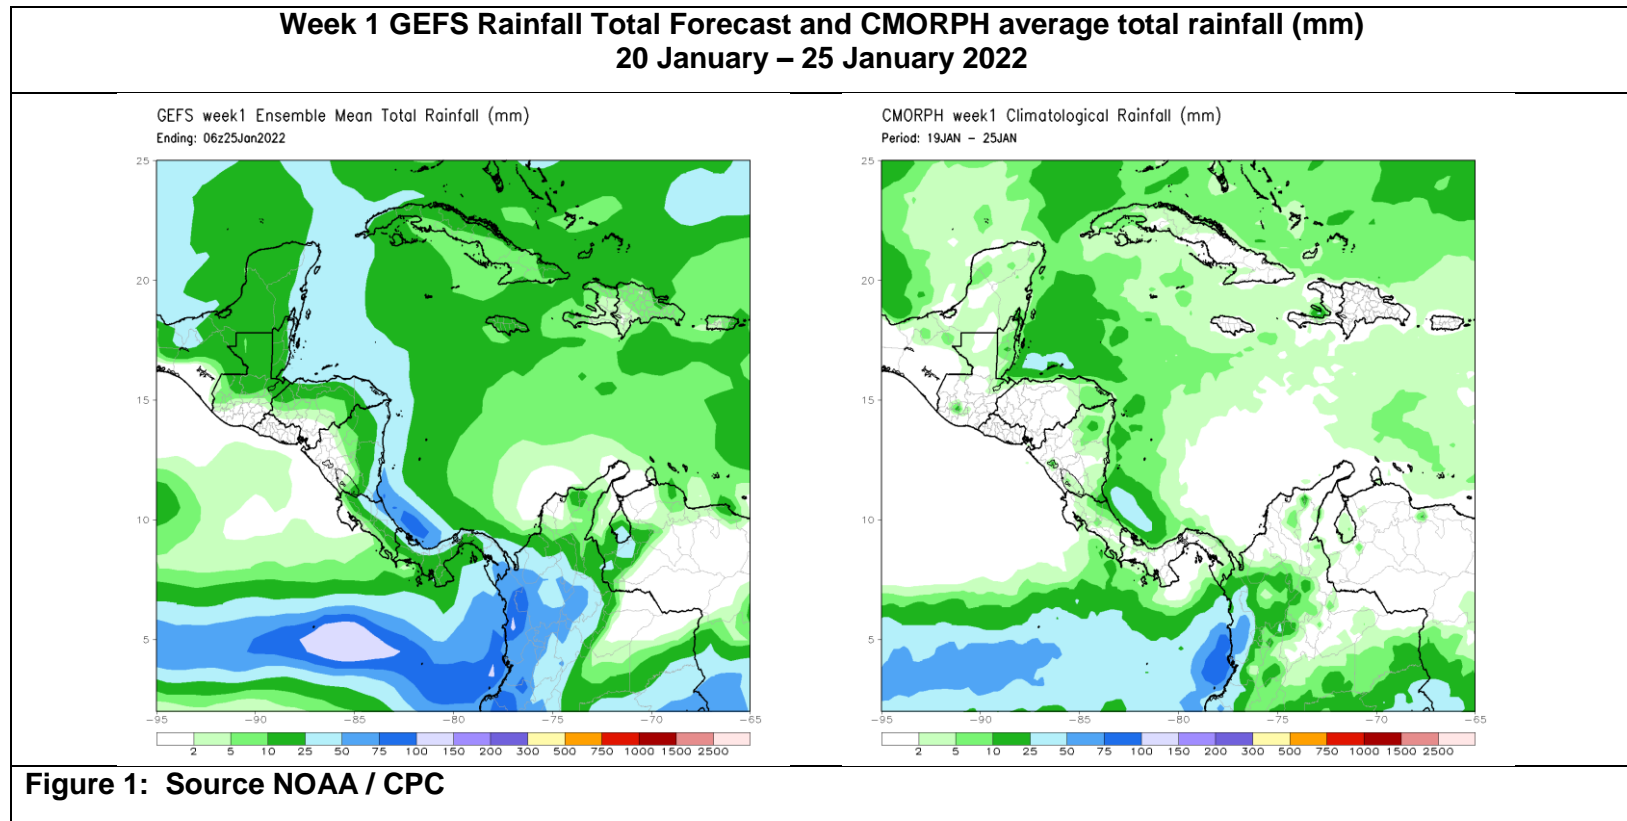 Week 1 GEFS Rainfall Total Forecast and CMORPH average total rainfall (mm)
20 January – 25 January 2022
GEFS week1 Ensemble Mean Total Rainfall (mm)
Ending: 06z25Jan2022
25
20
15
10
5
-95 -90 -85 -80 -75 -70 -65
2 5 10 25 50 75 100 150 200 300 500 750 1000 1500 2500
CMORPH week1 Climatological Rainfall (mm)
Period: 19JAN - 25JAN
25
20
15
10
5
-95 -90 -85 -80 -75 -70 -65
2 5 10 25 50 75 100 150 200 300 500 750 1000 1500 2500
Figure 1: Source NOAA / CPC